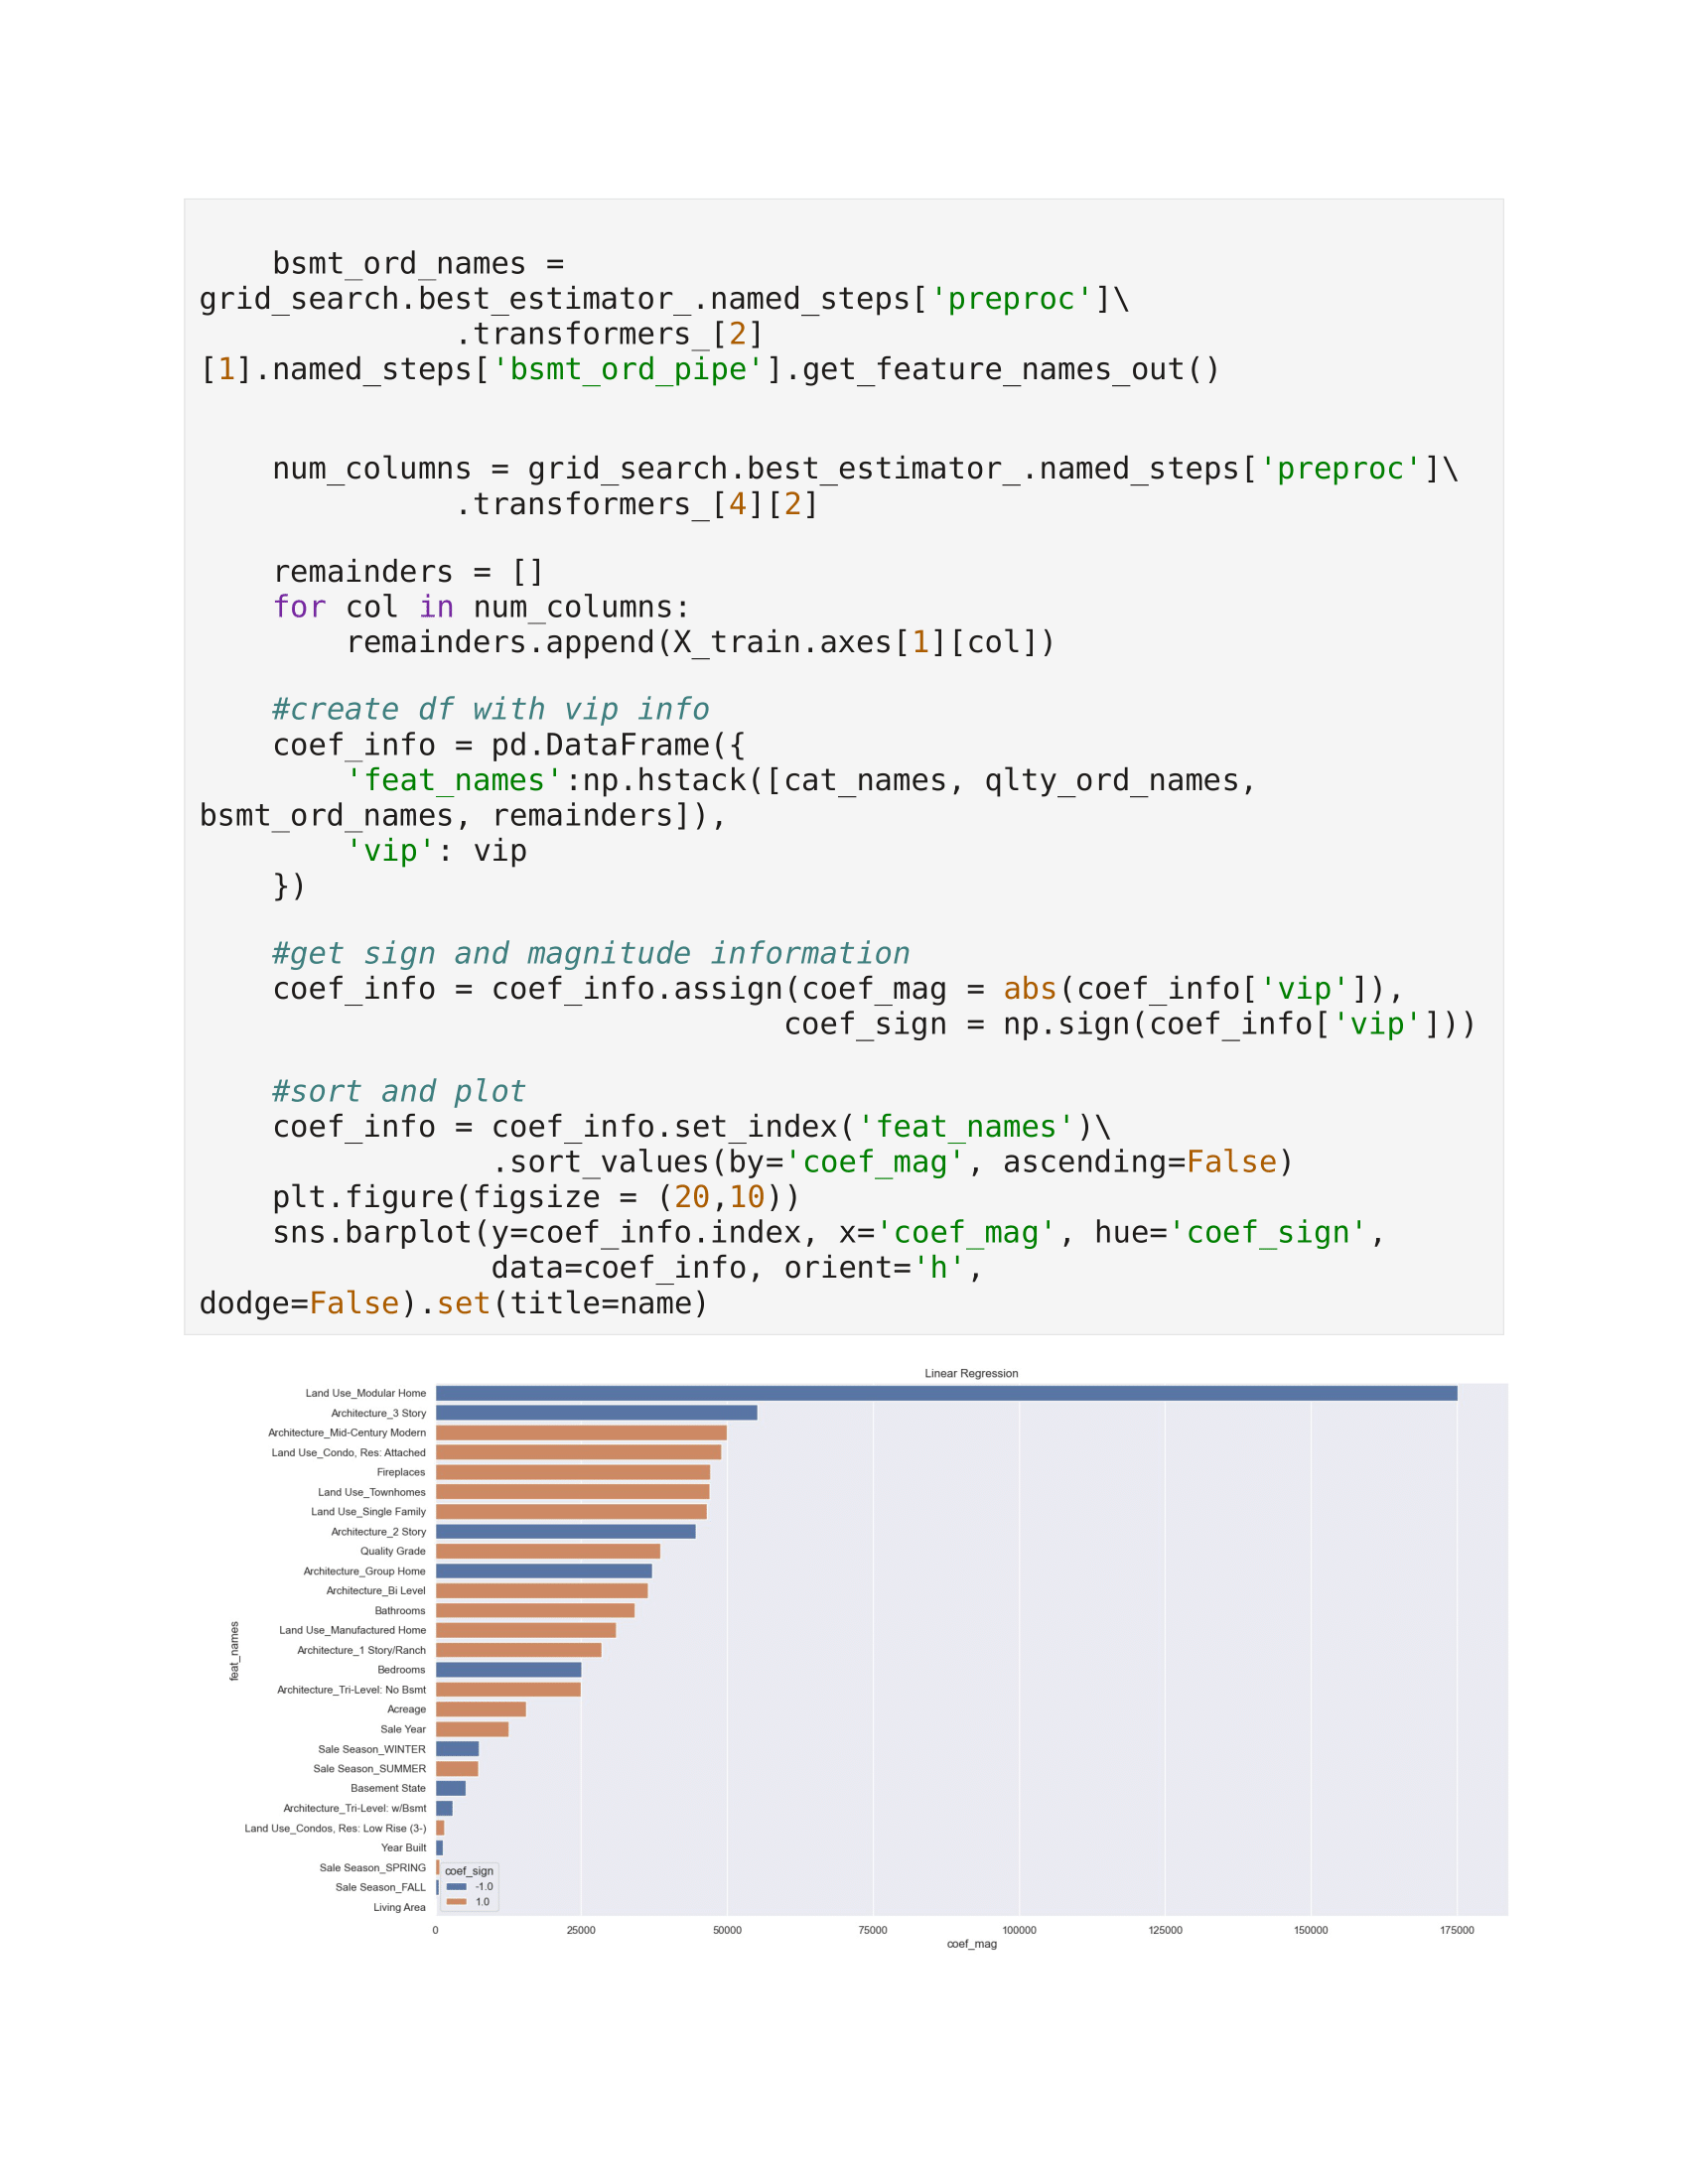 bsmt_ord_names =
grid_search.best_estimator_.named_steps['preproc']\
.transformers_[2]
[1].named_steps['bsmt_ord_pipe'].get_feature_names_out()
num_columns = grid_search.best_estimator_.named_steps['preproc']\
.transformers_[4][2]
remainders = []
for col in num_columns:
remainders.append(X_train.axes[1][col])
#create df with vip info
coef_info = pd.DataFrame({
'feat_names':np.hstack([cat_names, qlty_ord_names,
bsmt_ord_names, remainders]),
'vip': vip
})
#get sign and magnitude information
coef_info = coef_info.assign(coef_mag = abs(coef_info['vip']),
coef_sign = np.sign(coef_info['vip']))
#sort and plot
coef_info = coef_info.set_index('feat_names')\
.sort_values(by='coef_mag', ascending=False)
plt.figure(figsize = (20,10))
sns.barplot(y=coef_info.index, x='coef_mag', hue='coef_sign',
data=coef_info, orient='h',
dodge=False).set(title=name)
Linear Regression
Land Use_Modular Home
Architecture_3 Story
Architecture_Mid-Century Modern
Land Use_Condo, Res: Attached
Fireplaces
Land Use_Townhomes
Land Use_Single Family
Architecture_2 Story
Quality Grade
Architecture_Group Home
Architecture_Bi Level
Bathrooms
Land Use_Manufactured Home
Architecture_1 Story/Ranch
Bedrooms
Architecture_Tri-Level: No Bsmt
Acreage
Sale Year
Sale Season_WINTER
Sale Season_SUMMER
Basement State
Architecture_Tri-Level: w/Bsmt
Land Use_Condos, Res: Low Rise (3-)
Year Built
Sale Season_SPRING
Sale Season_FALL
Living Area
feat_names
coef_sign
-1.0
1.0
0 25000 50000 75000 100000 125000 150000 175000
coef_mag